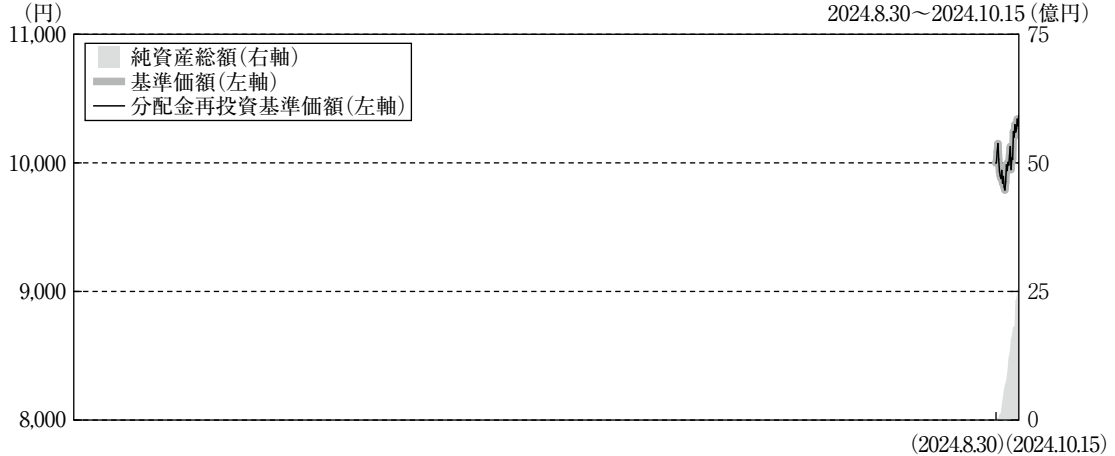 (円)
2024.8.30～2024.10.15 (億円)
11,000
75
純資産総額(右軸)
基準価額(左軸)
分配金再投資基準価額(左軸)
10,000
50
9,000
25
8,000
0
(2024.8.30)(2024.10.15)